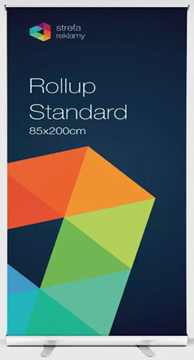 strefa
reklamy
Rollup
Standard
85x200cm